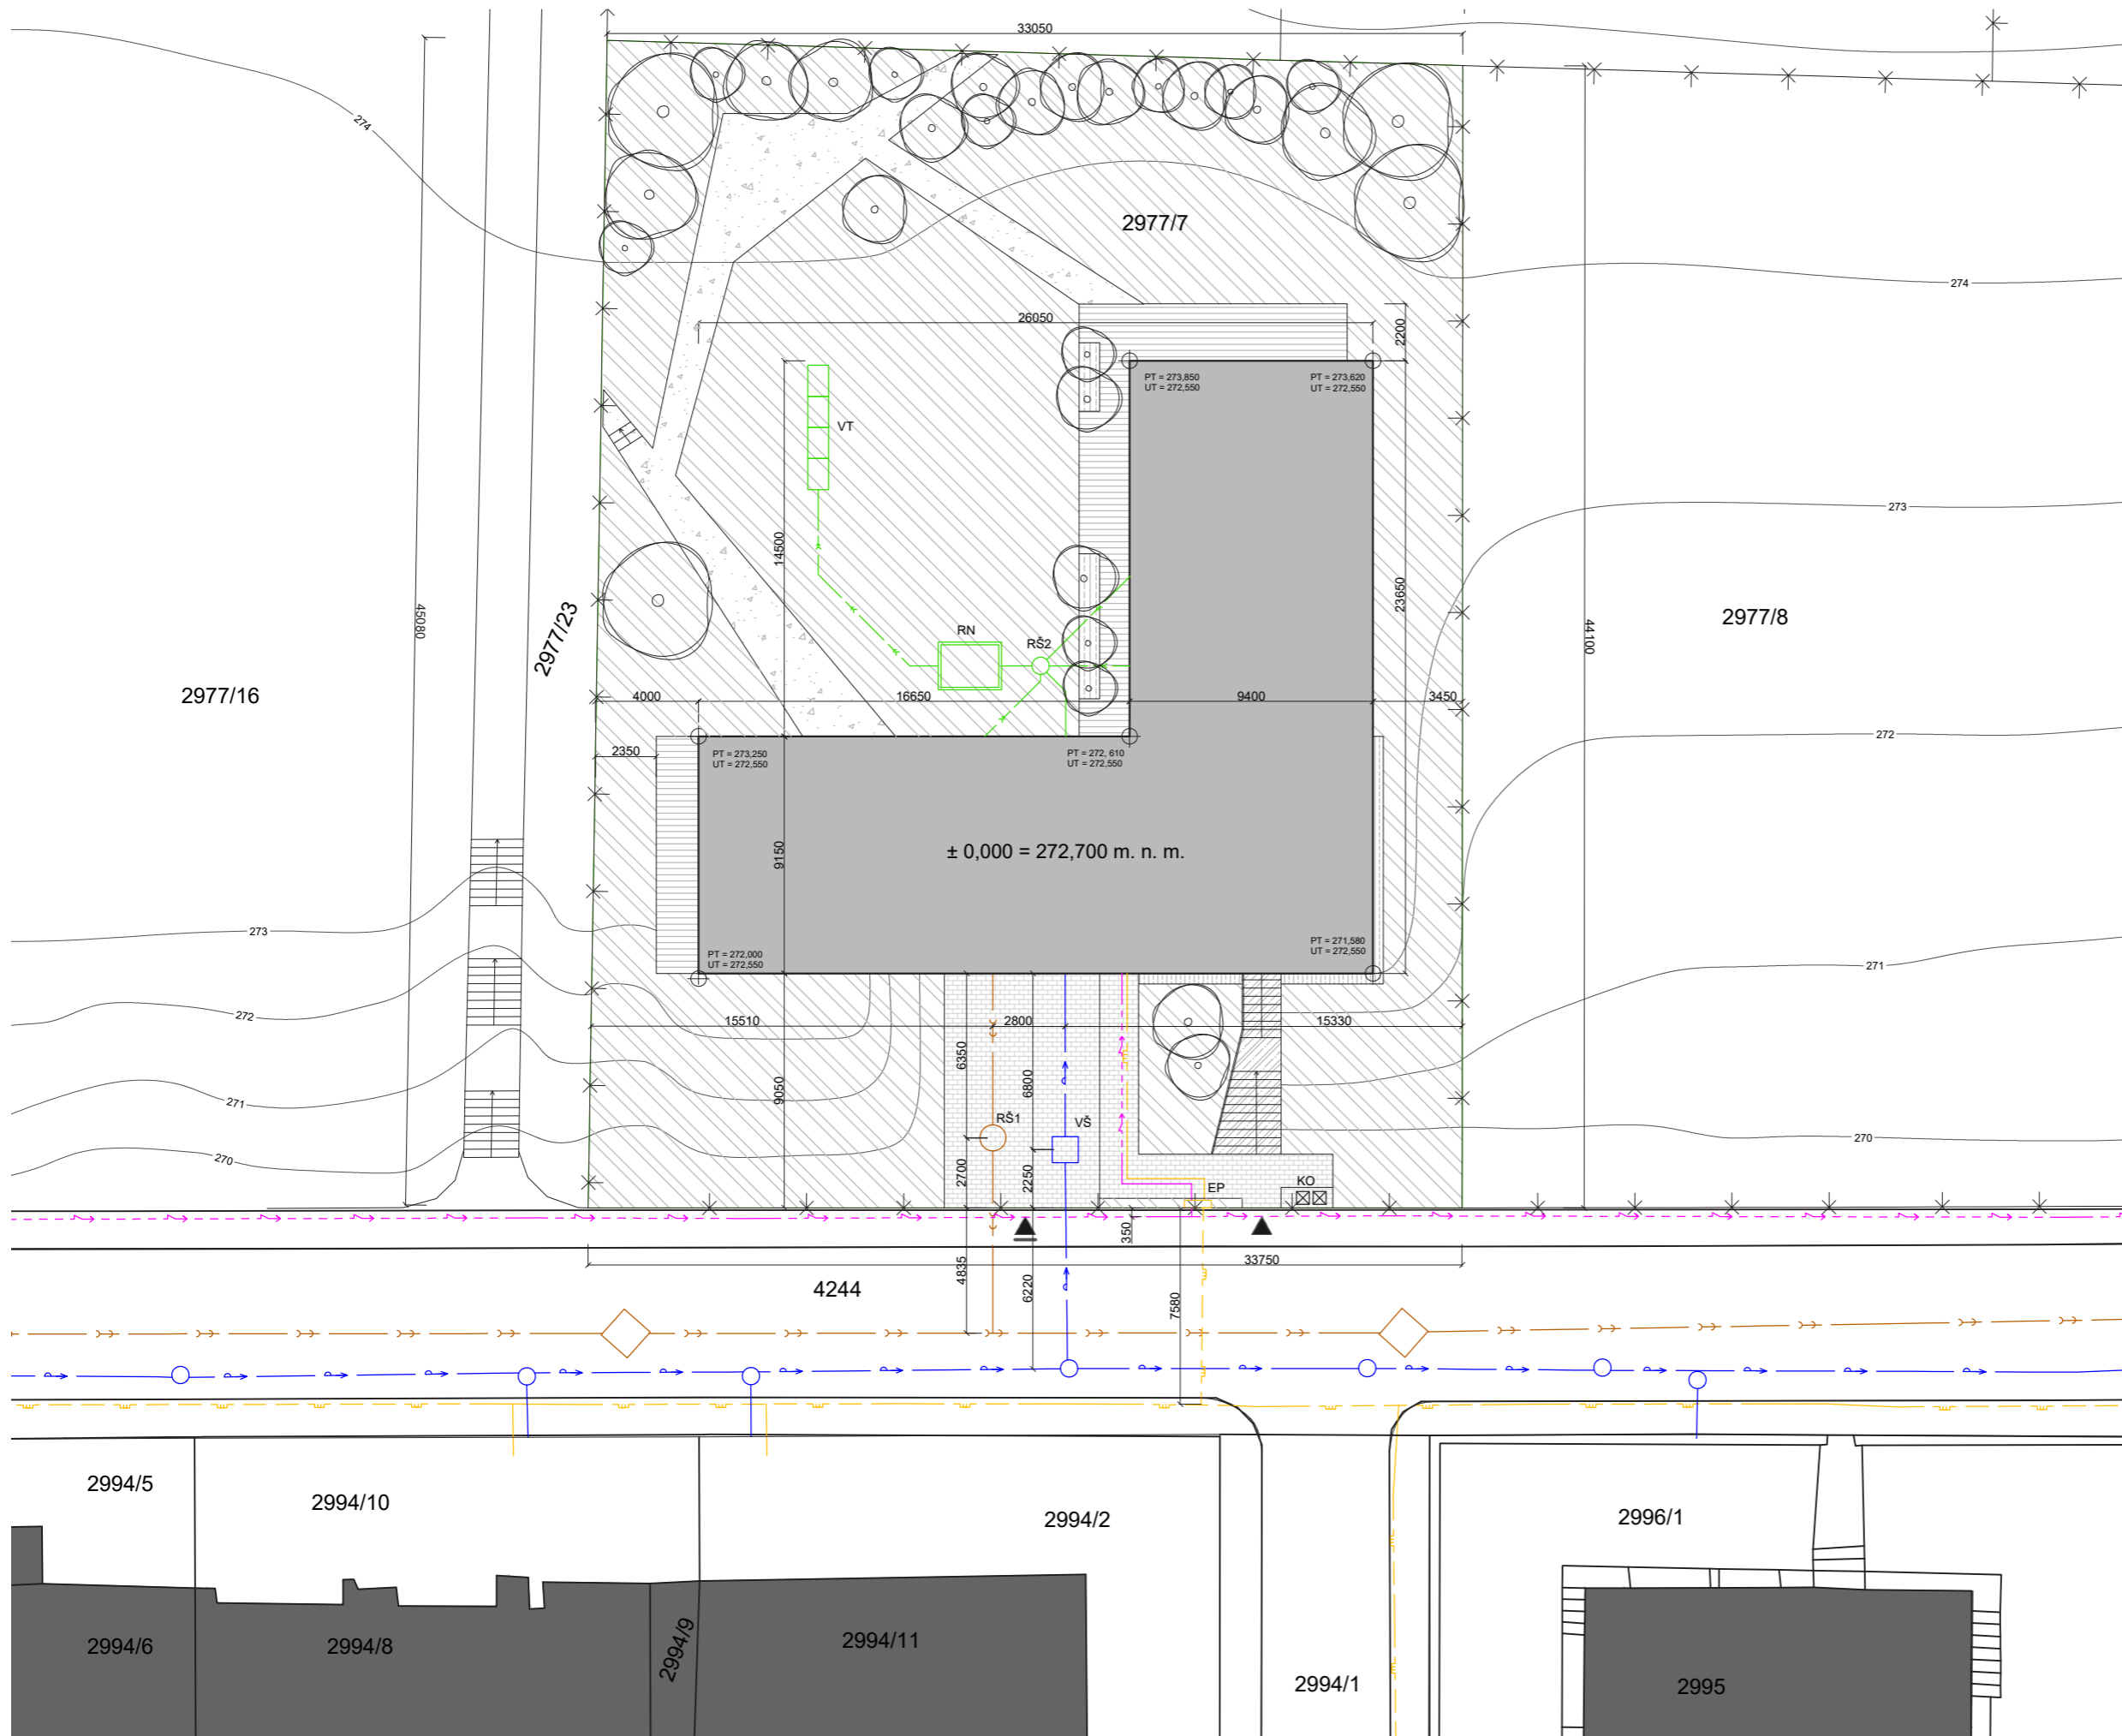 33050
274
2977/7
274
26050
2200
PT = 273,850
UT = 272,550
PT = 273,620
UT = 272,550
VT
273
14500
45080
2977/23
23650
44100
2977/8
RN
RŠ2
2977/16
4000
16650
9400
3450
2350
PT = 273,250
UT = 272,550
PT = 272, 610
UT = 272,550
272
9150
± 0,000 = 272,700 m. n. m.
273
PT = 272,000
UT = 272,550
PT = 271,580
UT = 272,550
271
272
15510
2800
15330
6350
6800
9050
271
RŠ1
VŠ
270
270
2700
2250
EP
KO
350
33750
4835
6220
7580
4244
2994/5
2994/10
2994/2
2996/1
2994/6
2994/8
2994/9
2994/11
2994/1
2995